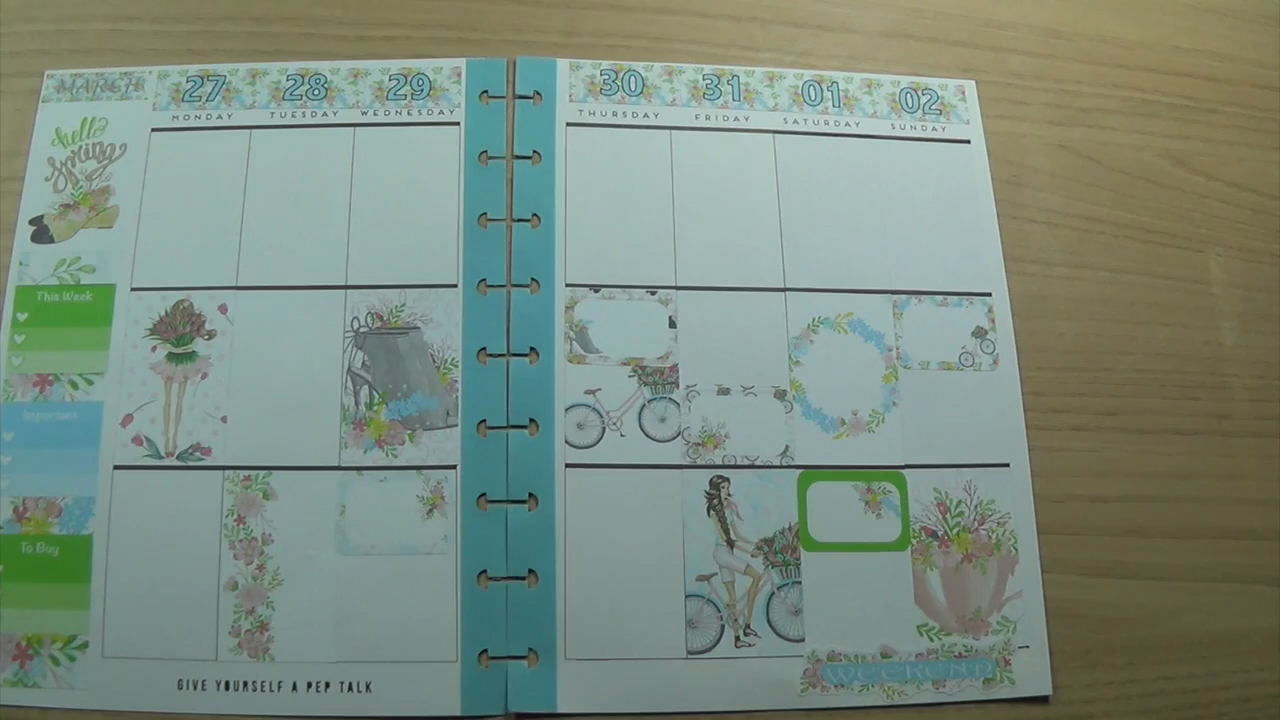 MARCH
27 28 29 30 31 01 02
MONDAY TUESDAY WEDNESDAY THURSDAY FRIDAY SATURDAY SUNDAY
hello
Spring
This Week
Important
To Buy
WEEKEND
GIVE YOURSELF A PEP TALK